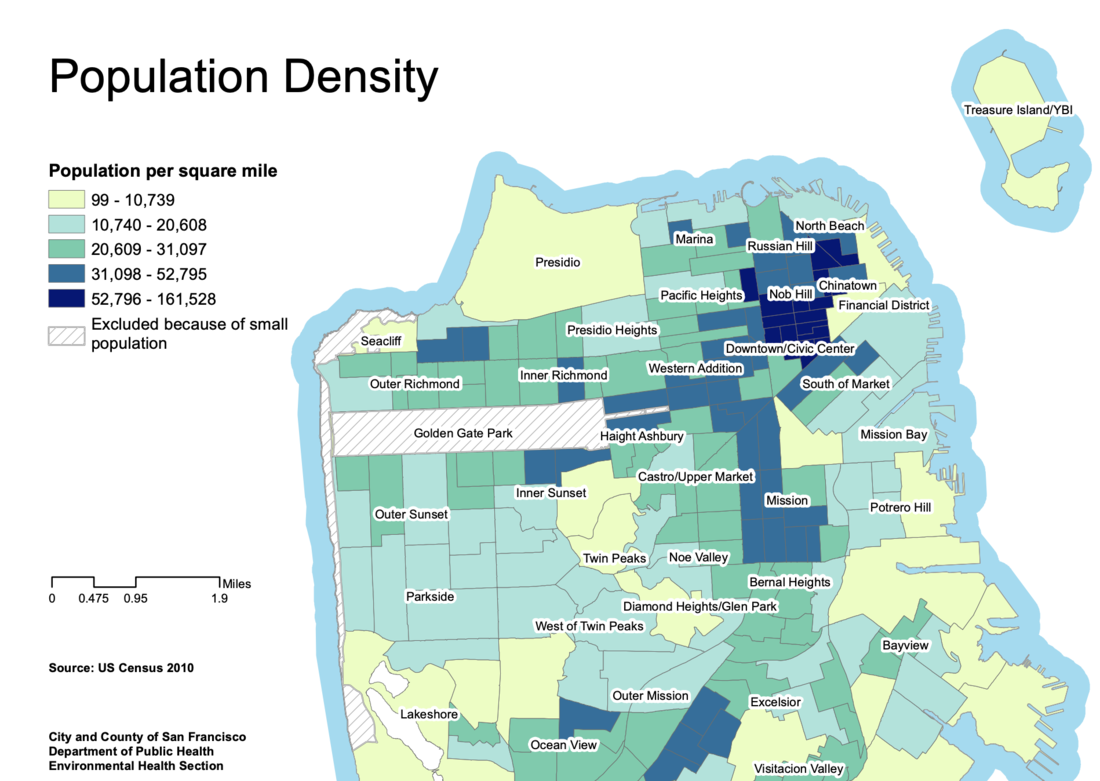 Population Density
Population per square mile
99 - 10,739
10,740 - 20,608
20,609 - 31,097
31,098 - 52,795
52,796 - 161,528
Excluded because of small
population
Treasure Island/YBI
North Beach
Marina
Russian Hill
Presidio
Chinatown
Pacific Heights
Nob Hill
Financial District
Presidio Heights
Seacliff
Downtown/Civic Center
Western Addition
Inner Richmond
Outer Richmond
South of Market
Golden Gate Park
Haight Ashbury
Mission Bay
Castro/Upper Market
Inner Sunset
Mission
Potrero Hill
Outer Sunset
Twin Peaks
Noe Valley
Bernal Heights
Parkside
Diamond Heights/Glen Park
West of Twin Peaks
Bayview
Outer Mission
Excelsior
Lakeshore
Ocean View
Visitacion Valley
Miles
0 0.475 0.95 1.9
Source: US Census 2010
City and County of San Francisco
Department of Public Health
Environmental Health Section